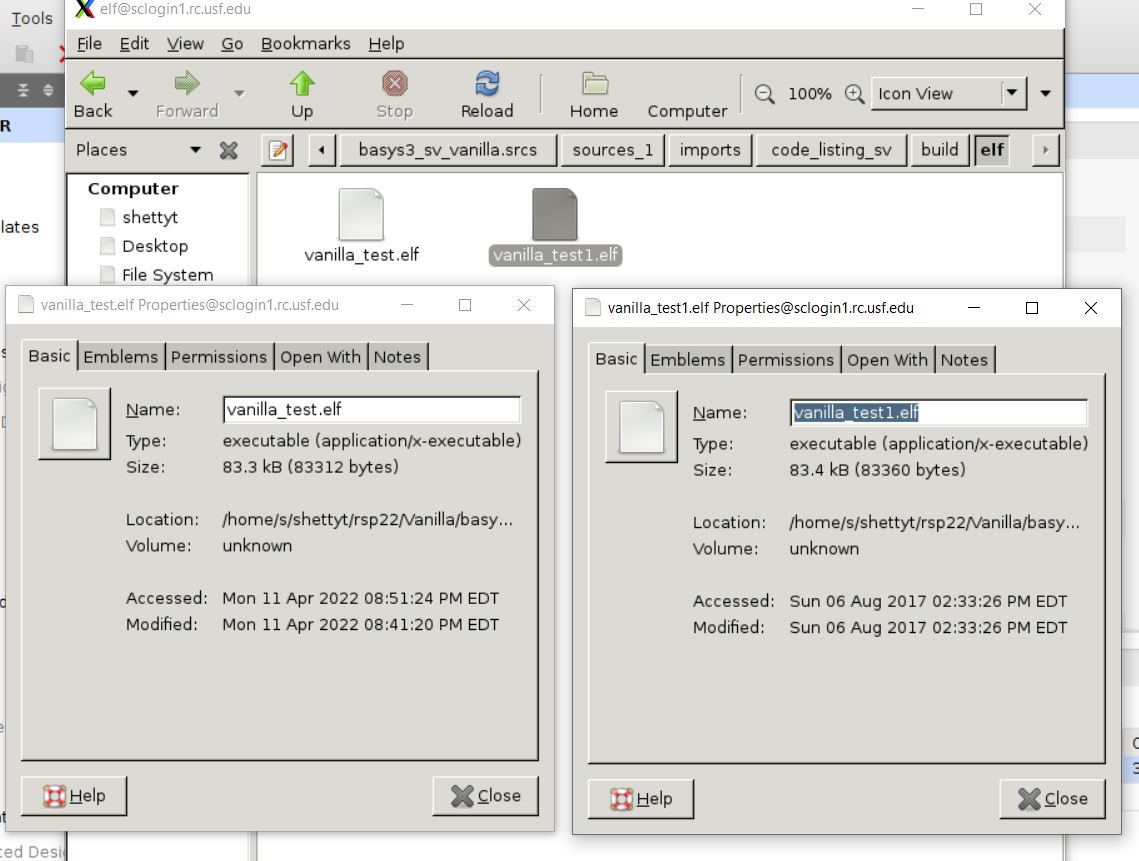 Tools
elf@sclogin1.rc.usf.edu
File Edit View Go Bookmarks Help
Back Forward Up Stop Reload Home Computer 100% Icon View
R
Places basys3_sv_vanilla.srcs sources_1 imports code_listing_sv build elf
Computer
shettyt
Desktop
File System
lates
vanilla_test.elf vanilla_test1.elf
vanilla_test.elf Properties@sclogin1.rc.usf.edu
Basic Emblems Permissions Open With Notes
Name: vanilla_test.elf
Type: executable (application/x-executable)
Size: 83.3 kB (83312 bytes)
Location: /home/s/shettyt/rsp22/Vanilla/basy...
Volume: unknown
Accessed: Mon 11 Apr 2022 08:51:24 PM EDT
Modified: Mon 11 Apr 2022 08:41:20 PM EDT
Help Close
vanilla_test1.elf Properties@sclogin1.rc.usf.edu
Basic Emblems Permissions Open With Notes
Name: vanilla_test1.elf
Type: executable (application/x-executable)
Size: 83.4 kB (83360 bytes)
Location: /home/s/shettyt/rsp22/Vanilla/basy...
Volume: unknown
Accessed: Sun 06 Aug 2017 02:33:26 PM EDT
Modified: Sun 06 Aug 2017 02:33:26 PM EDT
Help Close
ted Desi